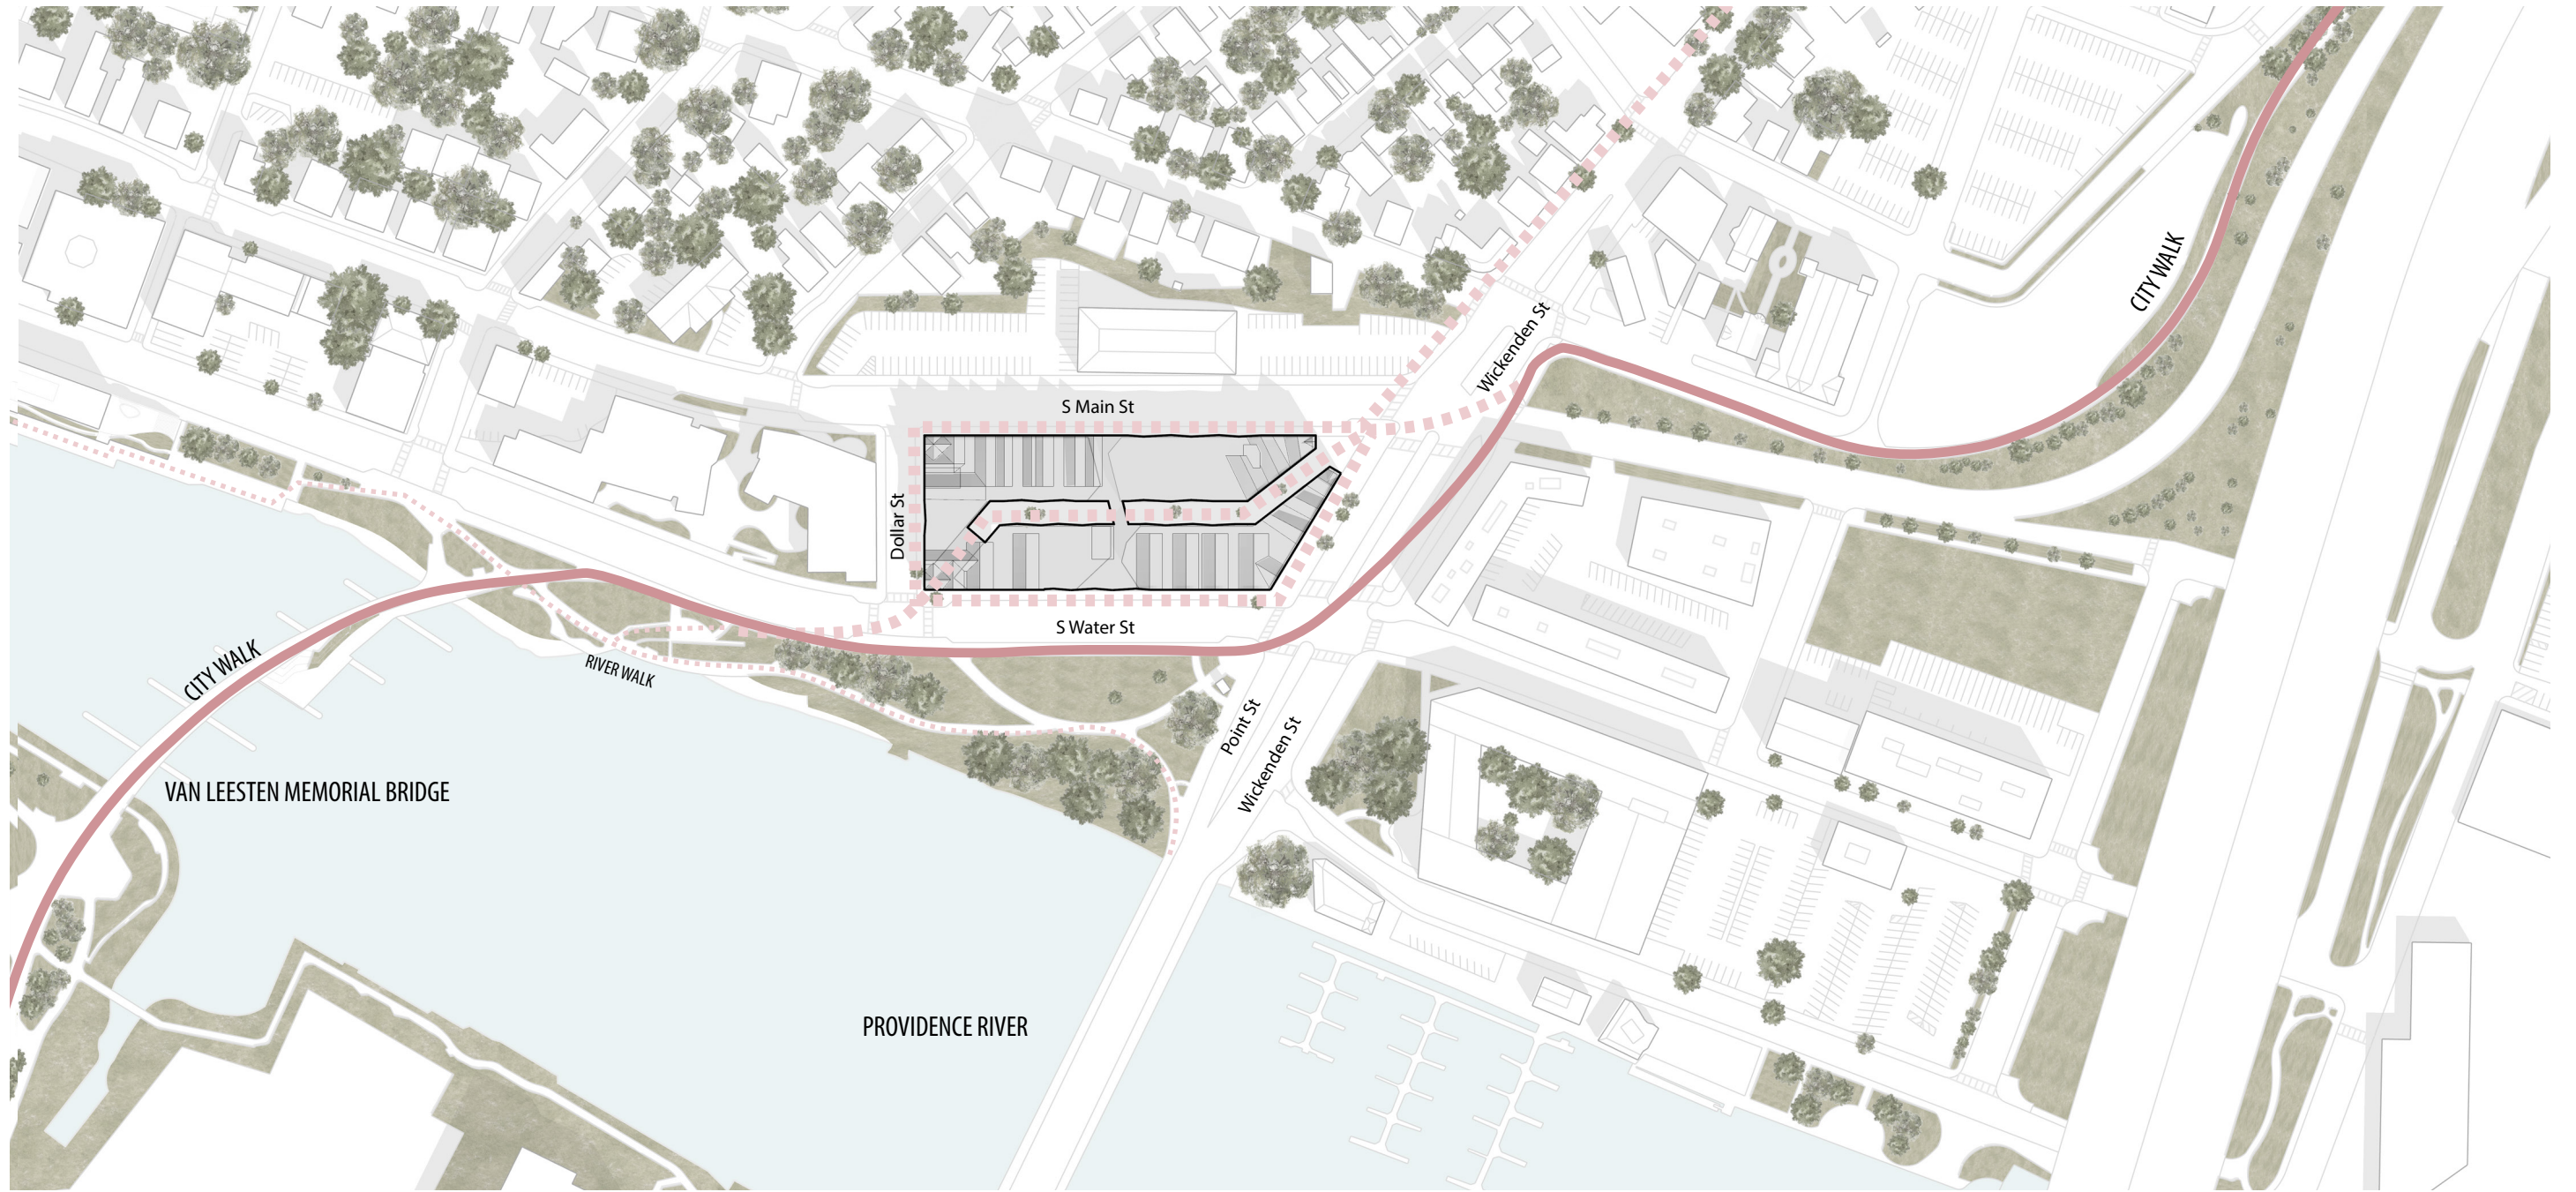 CITY WALK
Wickenden St
S Main St
Dollar St
S Water St
CITY WALK
RIVER WALK
Point St
Wickenden St
VAN LEESTEN MEMORIAL BRIDGE
PROVIDENCE RIVER